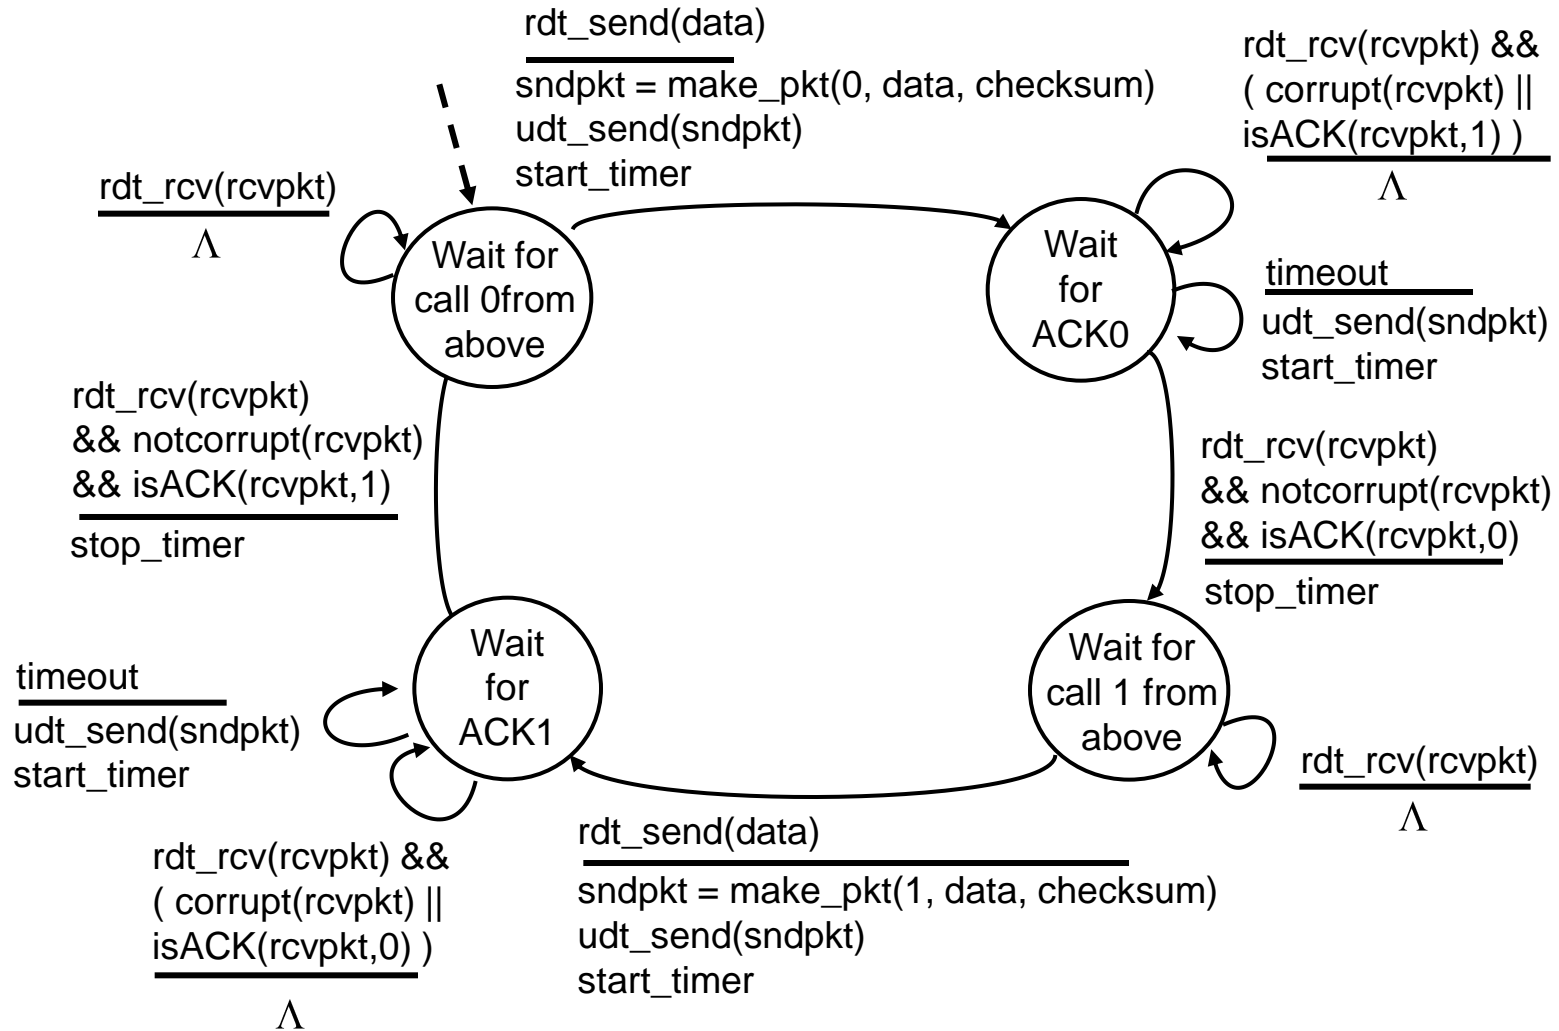 rdt_send(data)
sndpkt = make_pkt(0, data, checksum)
udt_send(sndpkt)
start_timer
rdt_rcv(rcvpkt) &&
( corrupt(rcvpkt) ||
isACK(rcvpkt,1) )
Λ
rdt_rcv(rcvpkt)
Λ
Wait for
call 0from
above
Wait
for
ACK0
timeout
udt_send(sndpkt)
start_timer
rdt_rcv(rcvpkt)
&& notcorrupt(rcvpkt)
&& isACK(rcvpkt,1)
stop_timer
rdt_rcv(rcvpkt)
&& notcorrupt(rcvpkt)
&& isACK(rcvpkt,0)
stop_timer
Wait
for
ACK1
Wait for
call 1 from
above
timeout
udt_send(sndpkt)
start_timer
rdt_rcv(rcvpkt)
Λ
rdt_rcv(rcvpkt) &&
( corrupt(rcvpkt) ||
isACK(rcvpkt,0) )
Λ
rdt_send(data)
sndpkt = make_pkt(1, data, checksum)
udt_send(sndpkt)
start_timer